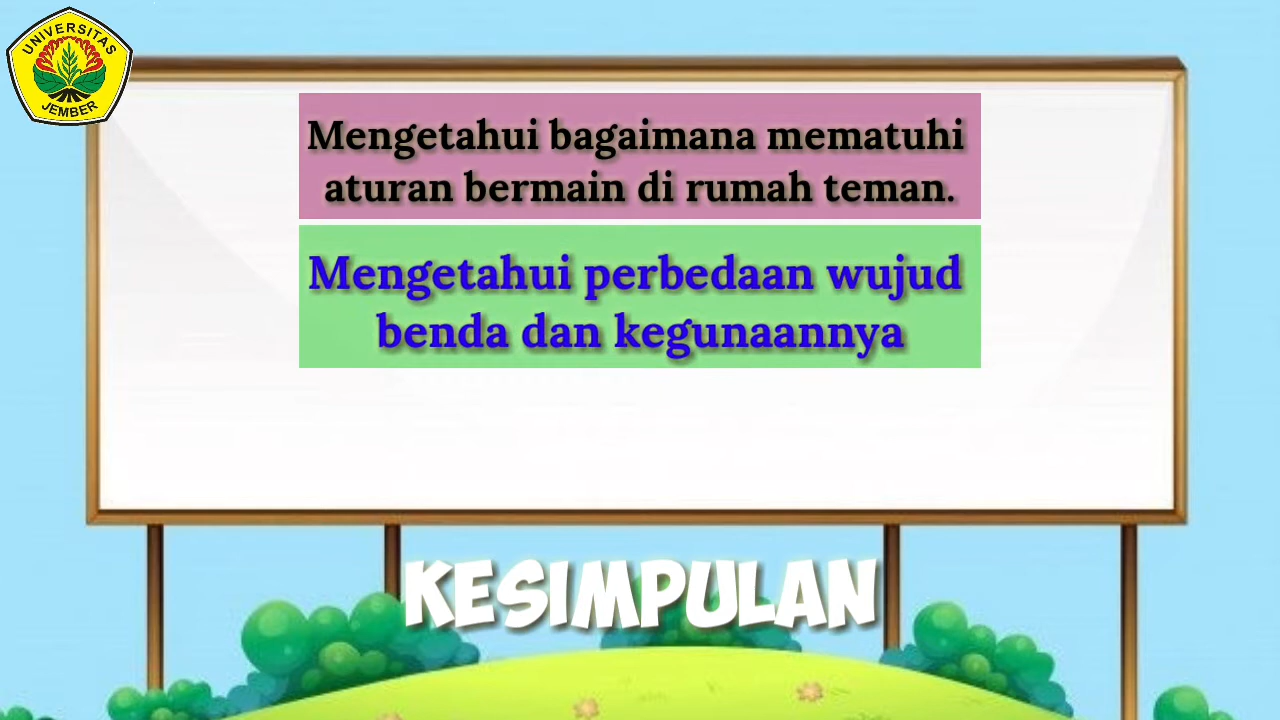 UNIVERSITAS
JEMBER
Mengetahui bagaimana mematuhi
aturan bermain di rumah teman.
Mengetahui perbedaan wujud
benda dan kegunaannya
KESIMPULAN